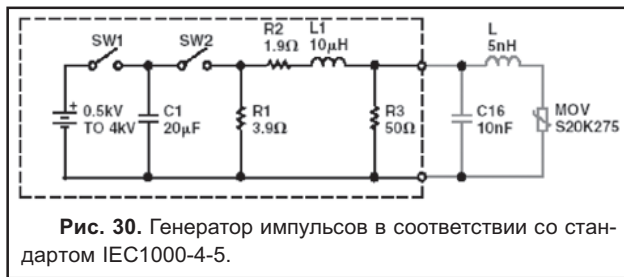 SW1
SW2
R2
1.9Ω
L1
10μH
L
5nH
+
0.5kV
TO 4kV
C1
20μF
R1
3.9Ω
R3
50Ω
C16
10nF
MOV
S20K275
Рис. 30. Генератор импульсов в соответствии со стан-
дартом IEC1000-4-5.